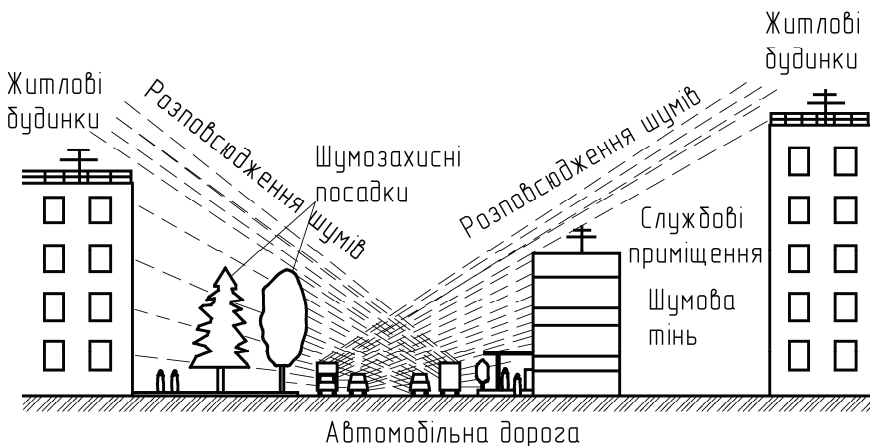 Житлові
будинки
Розповсюдження шумів
Шумозахисні
посадки
Розповсюдження шумів
Житлові
будинки
Службові
приміщення
Шумова
тінь
Автомобільна дорога